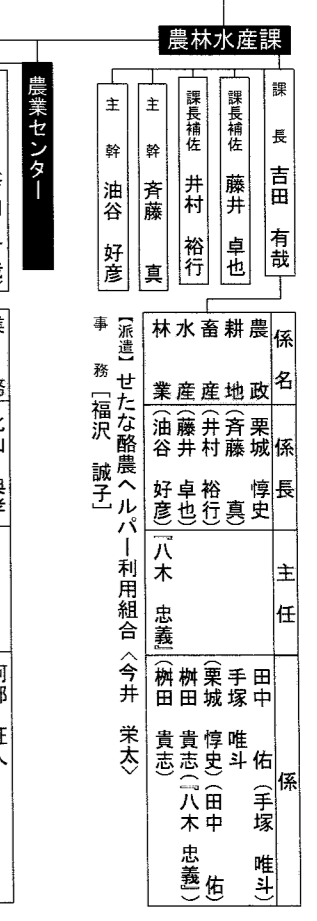 農林水産課
課長 吉田 有哉
課長補佐 藤井 卓也
課長補佐 井村 裕行
主幹 斉藤 真
主幹 油谷 好彦
係名 係長 主任 係
農政 栗城 惇史 田中 佑(手塚 唯斗)
耕地(斉藤 真) 手塚 唯斗
畜産(井村 裕行) (栗城 惇史)(田中 佑)
水産(藤井 卓也) 桝田 貴志(『八木 忠義』)
林業(油谷 好彦)『八木 忠義』(桝田 貴志)
【派遣】せたな酪農ヘルパー利用組合〈今井 栄太〉
事務[福沢 誠子]
農業センター